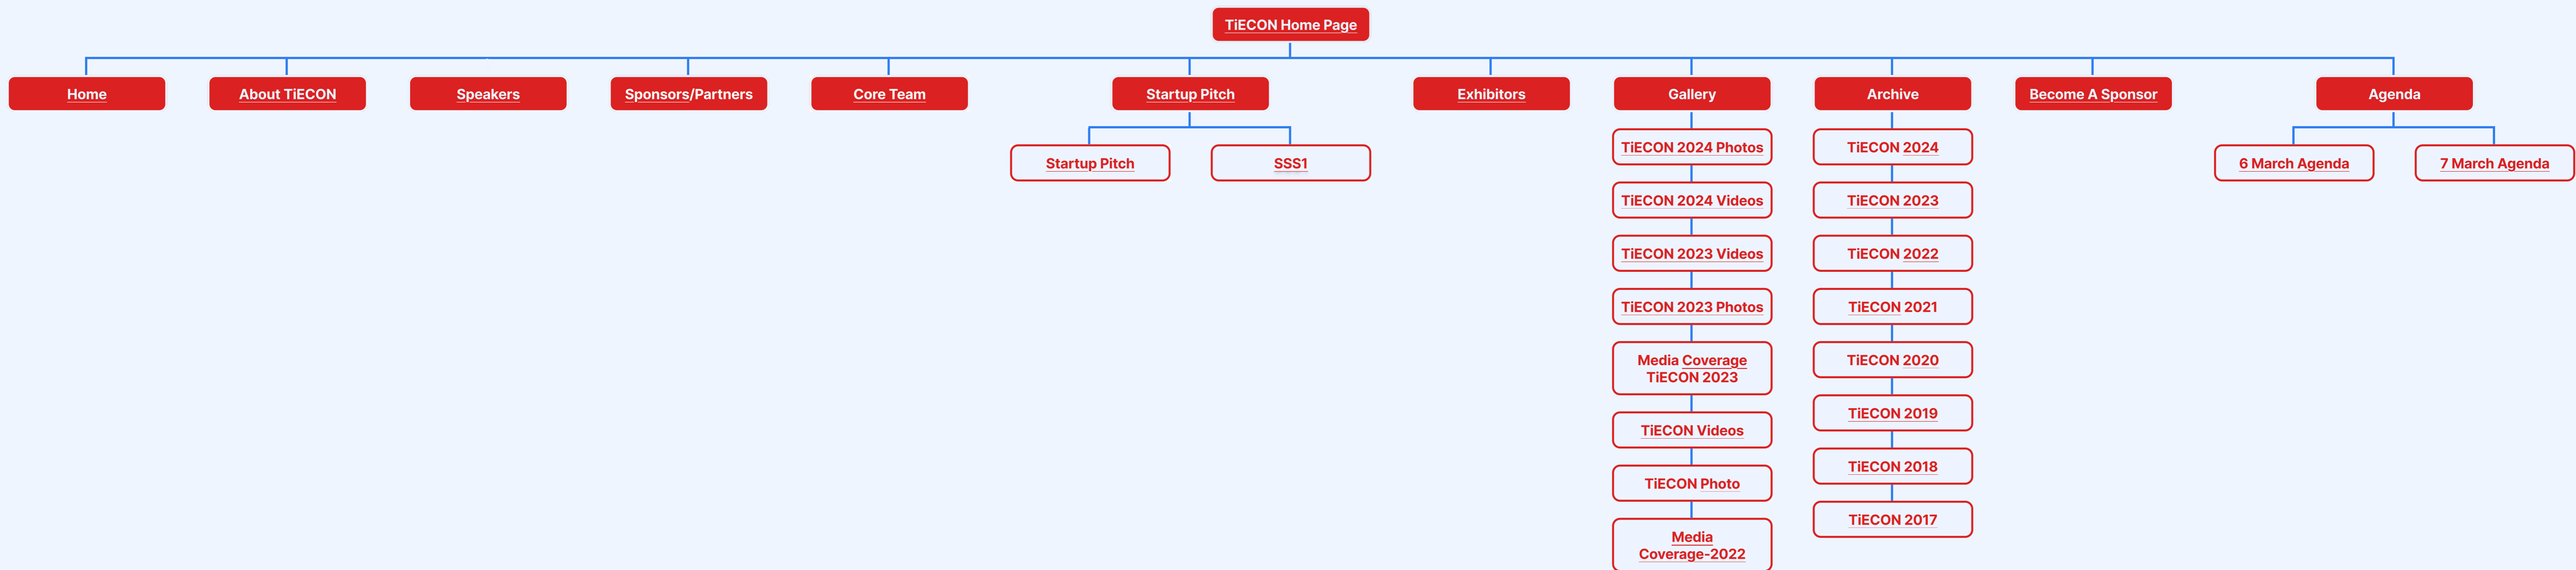 TiECON Home Page
Home
About TiECON
Speakers
Sponsors/Partners
Core Team
Startup Pitch
Exhibitors
Gallery
Archive
Become A Sponsor
Agenda
Startup Pitch
SSS1
TiECON 2024 Photos
TiECON 2024 Videos
TiECON 2023 Videos
TiECON 2023 Photos
Media Coverage
TiECON 2023
TiECON Videos
TiECON Photo
Media
Coverage-2022
TiECON 2024
TiECON 2023
TiECON 2022
TiECON 2021
TiECON 2020
TiECON 2019
TiECON 2018
TiECON 2017
6 March Agenda
7 March Agenda